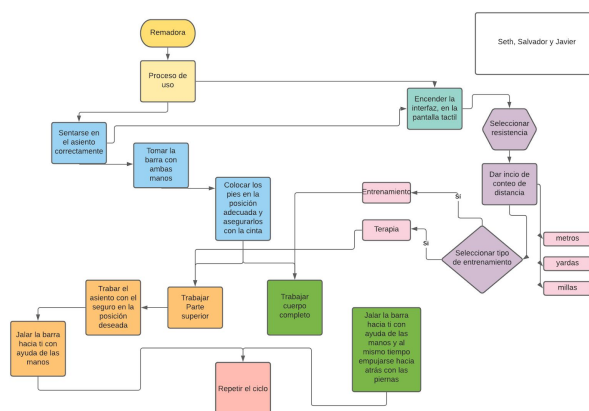 Remadora
Seth, Salvador y Javier
Proceso de
uso
Encender la
interfaz, en la
pantalla tactil
Seleccionar
resistencia
Sentarse en
el asiento
correctamente
Tomar la
barra con
ambas
manos
Colocar los
pies en la
posición
adecuada y
asegurarlos
con la cinta
Dar incio de
conteo de
distancia
Entrenamiento
Sí
Terapia
Sí
Seleccionar tipo
de entrenamiento
metros
yardas
millas
Trabar el
asiento con el
seguro en la
posición
deseada
Trabajar
Parte
superior
Trabajar
cuerpo
completo
Jalar la barra
hacia ti con
ayuda de las
manos y al
mismo tiempo
empujarse hacia
atrás con las
piernas
Jalar la barra
hacia ti con
ayuda de las
manos
Repetir el ciclo